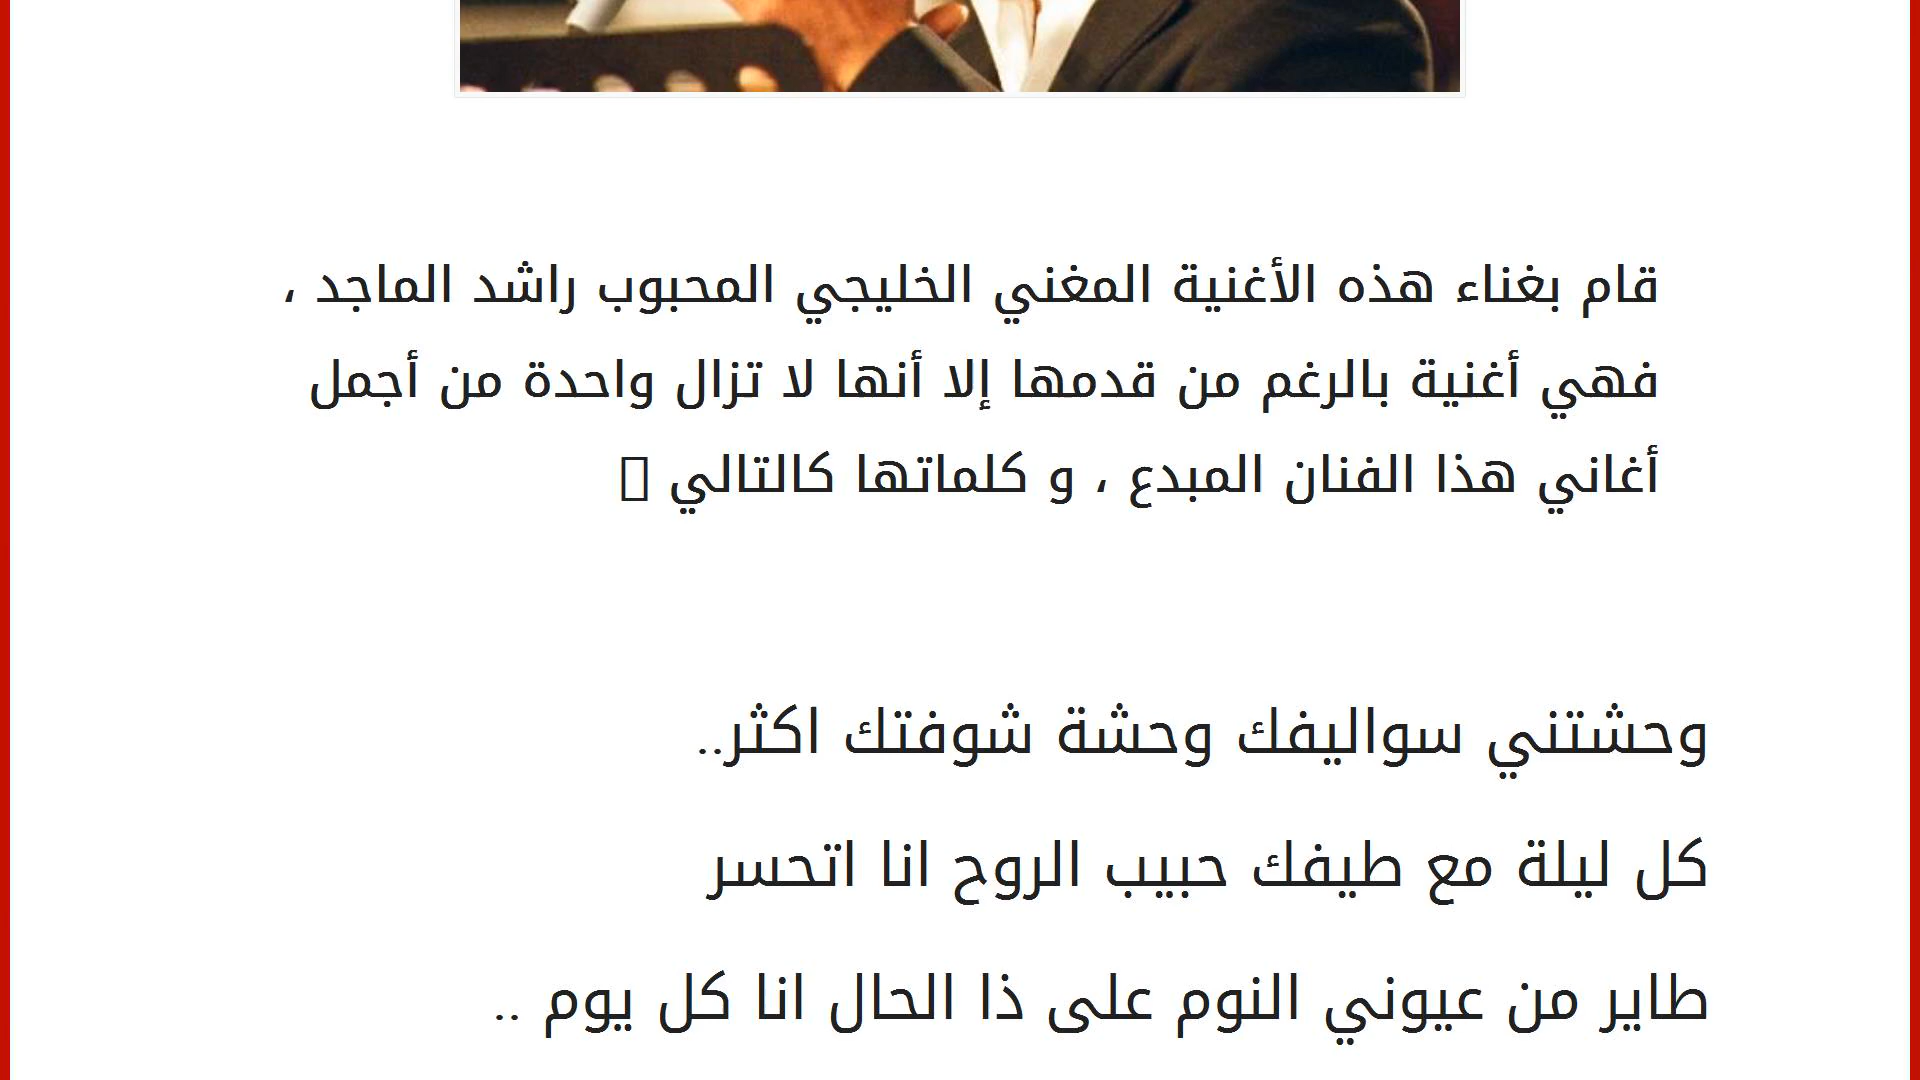 قام بغناء هذه الأغنية المغني الخليجي المحبوب راشد الماجد ،
فهي أغنية بالرغم من قدمها إلا أنها لا تزال واحدة من أجمل
أغاني هذا الفنان المبدع ، و كلماتها كالتالي
وحشتني سواليفك وحشة شوفتك اكثر..
كل ليلة مع طيفك حبيب الروح انا اتحسر
طاير من عيوني النوم على ذا الحال انا كل يوم ..